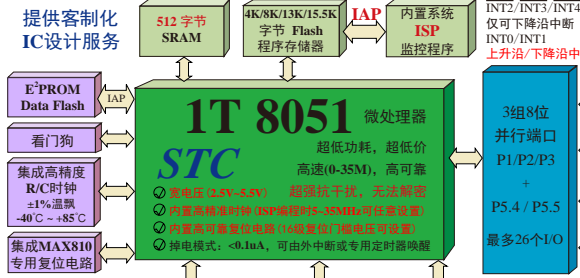 提供客制化
IC设计服务
512 字节
SRAM
4K/8K/13K/15.5K
字节 Flash
程序存储器
IAP
内置系统
ISP
监控程序
INT2/INT3/INT4
仅可下降沿中断
INT0/INT1
上升沿/下降沿中
E²PROM
Data Flash
IAP
看门狗
集成高精度
R/C时钟
±1%温飘
-40℃ ~ +85℃
集成MAX810
专用复位电路
1T 8051 微处理器
STC
超低功耗，超低价
高速(0-35M)，高可靠
宽电压(2.5V~5.5V) 超强抗干扰，无法解密
内置高精准时钟(ISP编程时5~35MHz可任意设置)
内置高可靠复位电路(16级复位门槛电压可设置)
掉电模式：<0.1uA，可由外中断或专用定时器唤醒
3组8位
并行端口
P1/P2/P3
+
P5.4 / P5.5
最多26个I/O